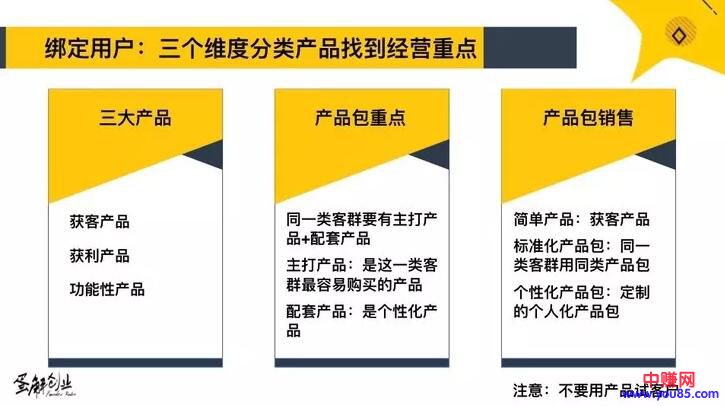 绑定用户：三个维度分类产品找到经营重点
三大产品
获客产品
获利产品
功能性产品
产品包重点
同一类客群要有主打产
品+配套产品
主打产品：是这一类客
群最容易购买的产品
配套产品：是个性化产
品
产品包销售
简单产品：获客产品
标准化产品包：同一
类客群用同类产品包
个性化产品包：定制
的个人化产品包
蛋解创业
注意：不要用产品试客户
中赚网
www.you85.com